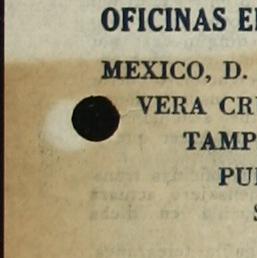 OFICINAS E
MEXICO, D.
VERA CR
TAMP
PU
S